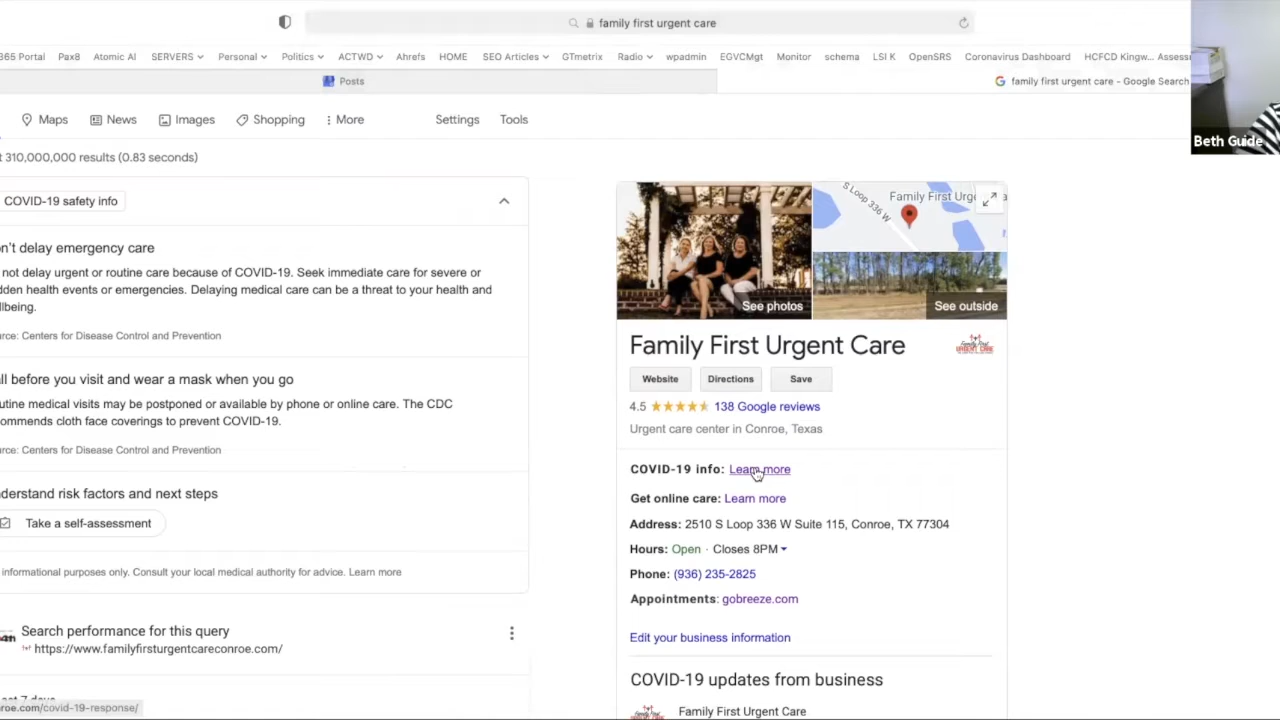 family first urgent care
365 Portal Pax8 Atomic AI SERVERS Personal Politics ACTWD Ahrefs HOME SEO Articles GTmetrix Radio wpadmin EGVCMgt Monitor schema LSI K OpenSRS Coronavirus Dashboard HCFCD Kingw... Assess
Posts
family first urgent care - Google Search
Beth Guide
Maps News Images Shopping More Settings Tools
310,000,000 results (0.83 seconds)
COVID-19 safety info
n't delay emergency care
not delay urgent or routine care because of COVID-19. Seek immediate care for severe or
dden health events or emergencies. Delaying medical care can be a threat to your health and
llbeing.
rce: Centers for Disease Control and Prevention
ll before you visit and wear a mask when you go
utine medical visits may be postponed or available by phone or online care. The CDC
ommends cloth face coverings to prevent COVID-19.
rce: Centers for Disease Control and Prevention
nderstand risk factors and next steps
Take a self-assessment
informational purposes only. Consult your local medical authority for advice. Learn more
Search performance for this query
https://www.familyfirsturgentcareconroe.com/
roe.com/covid-19-response/
See photos
S Loop 336 W
Family First Urg
See outside
Family First Urgent Care
Family First
URGENT CARE
Website Directions Save
4.5 138 Google reviews
Urgent care center in Conroe, Texas
COVID-19 info: Learn more
Get online care: Learn more
Address: 2510 S Loop 336 W Suite 115, Conroe, TX 77304
Hours: Open · Closes 8PM
Phone: (936) 235-2825
Appointments: gobreeze.com
Edit your business information
COVID-19 updates from business
Family First Urgent Care